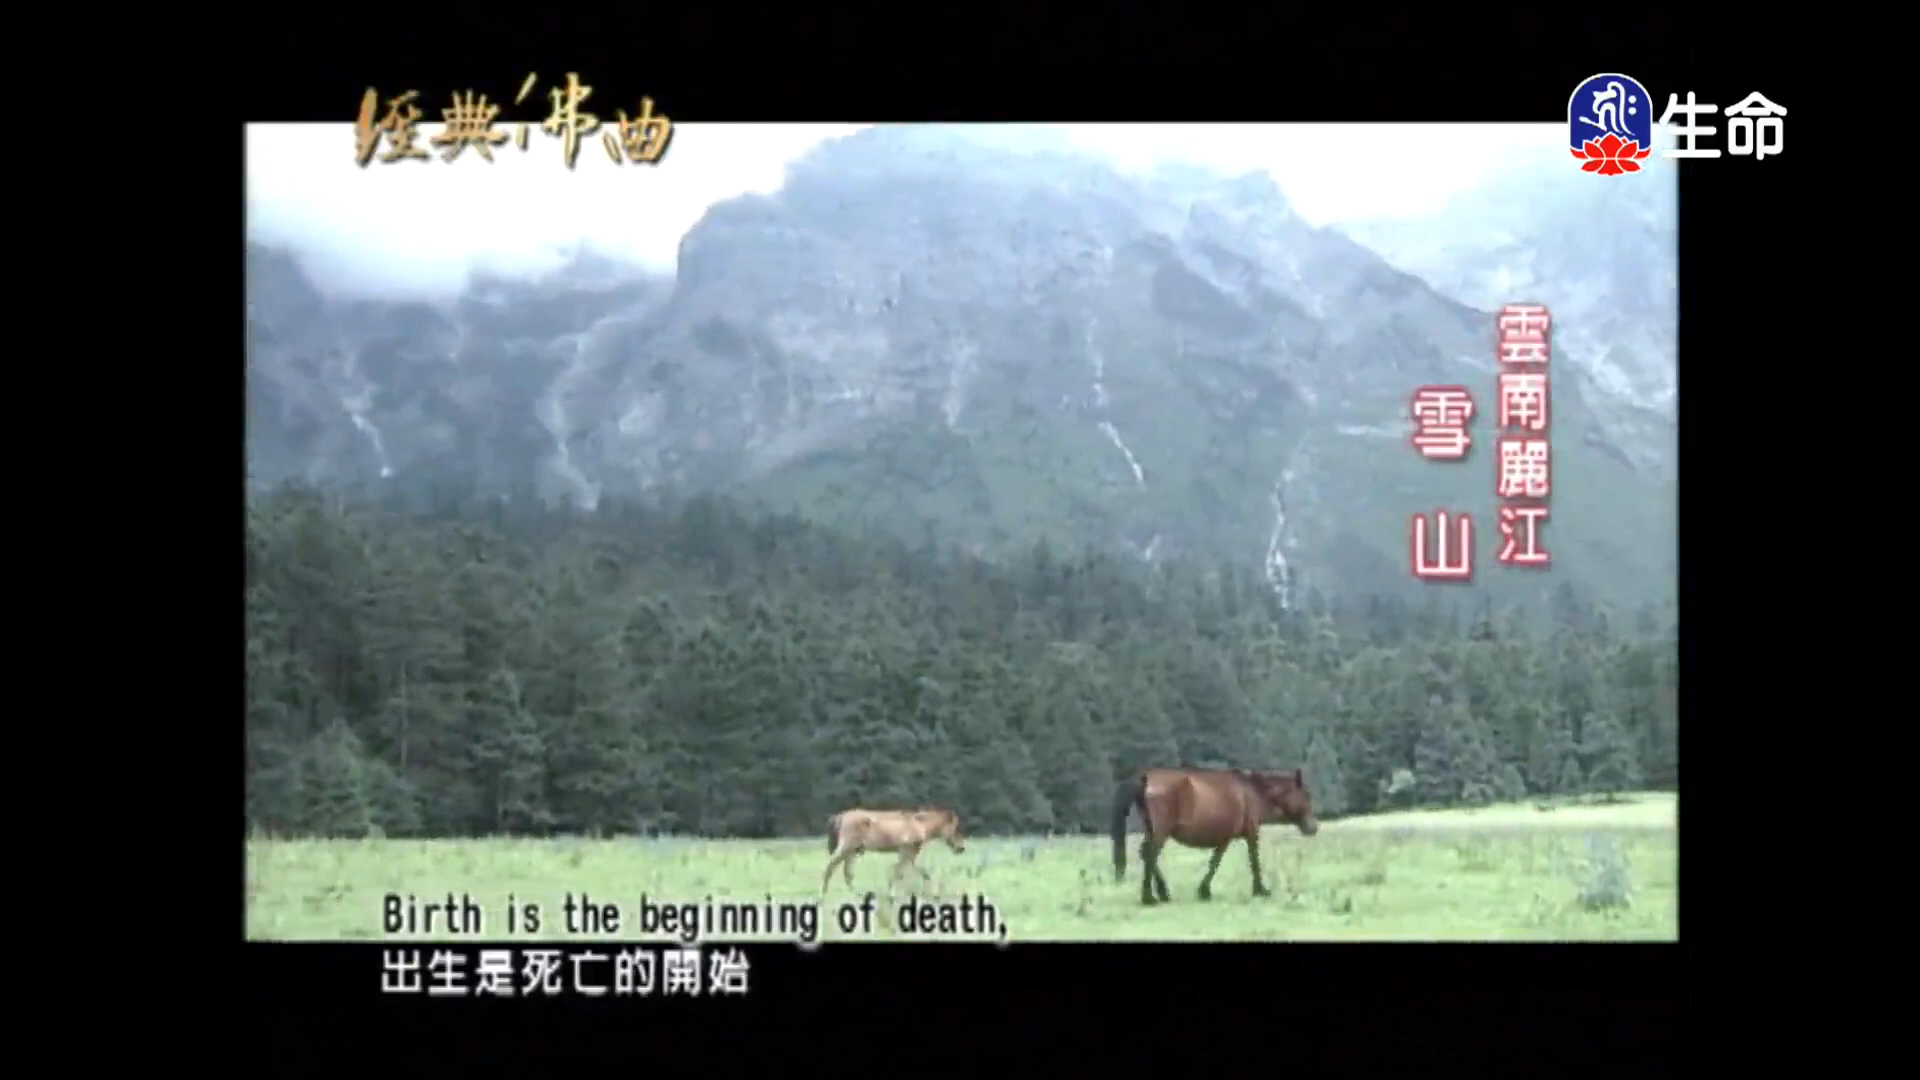 經典佛曲
生命
雲南麗江
雪山
Birth is the beginning of death,
出生是死亡的開始